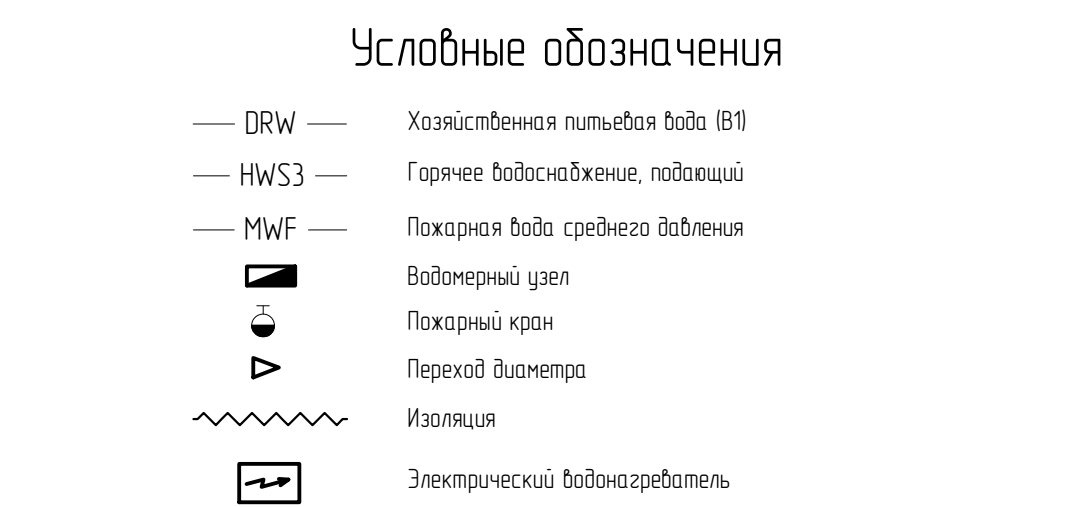 Условные обозначения
DRW Хозяйственная питьевая вода (В1)
HWS3 Горячее водоснабжение, подающий
MWF Пожарная вода среднего давления
Водомерный узел
Пожарный кран
Переход диаметра
Изоляция
Электрический водонагреватель